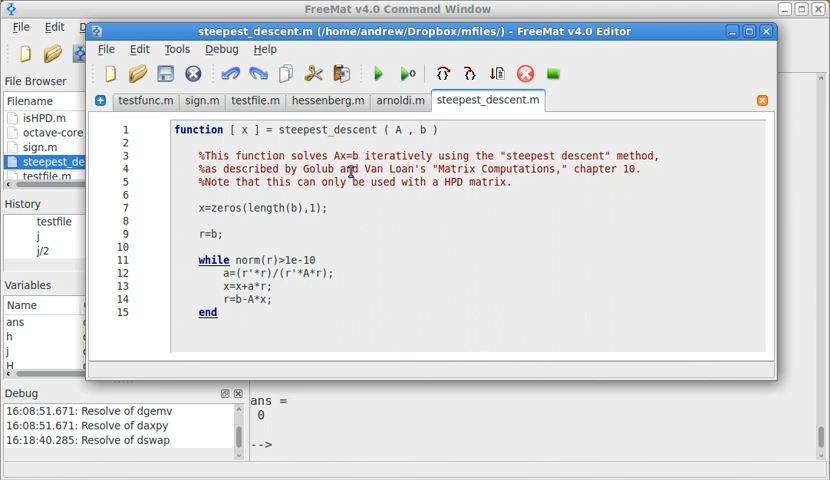 FreeMat v4.0 Command Window
File Edit
steepest_descent.m (/home/andrew/Dropbox/mfiles/) - FreeMat v4.0 Editor
File Edit Tools Debug Help
testfunc.m sign.m testfile.m hessenberg.m arnoldi.m steepest_descent.m
File Browser
Filename
isHPD.m
octave-core
sign.m
steepest_de
testfile.m
History
testfile
j
j/2
Variables
Name
ans
h
j
H
1 function [ x ] = steepest_descent ( A , b )
2
3 %This function solves Ax=b iteratively using the "steepest descent" method,
4 %as described by Golub and Van Loan's "Matrix Computations," chapter 10.
5 %Note that this can only be used with a HPD matrix.
6
7 x=zeros(length(b),1);
8
9 r=b;
10
11 while norm(r)>1e-10
12 a=(r'*r)/(r'*A*r);
13 x=x+a*r;
14 r=b-A*x;
15 end
Debug
16:08:51.671: Resolve of dgemv
16:08:51.671: Resolve of daxpy
16:18:40.285: Resolve of dswap
ans =
0
-->